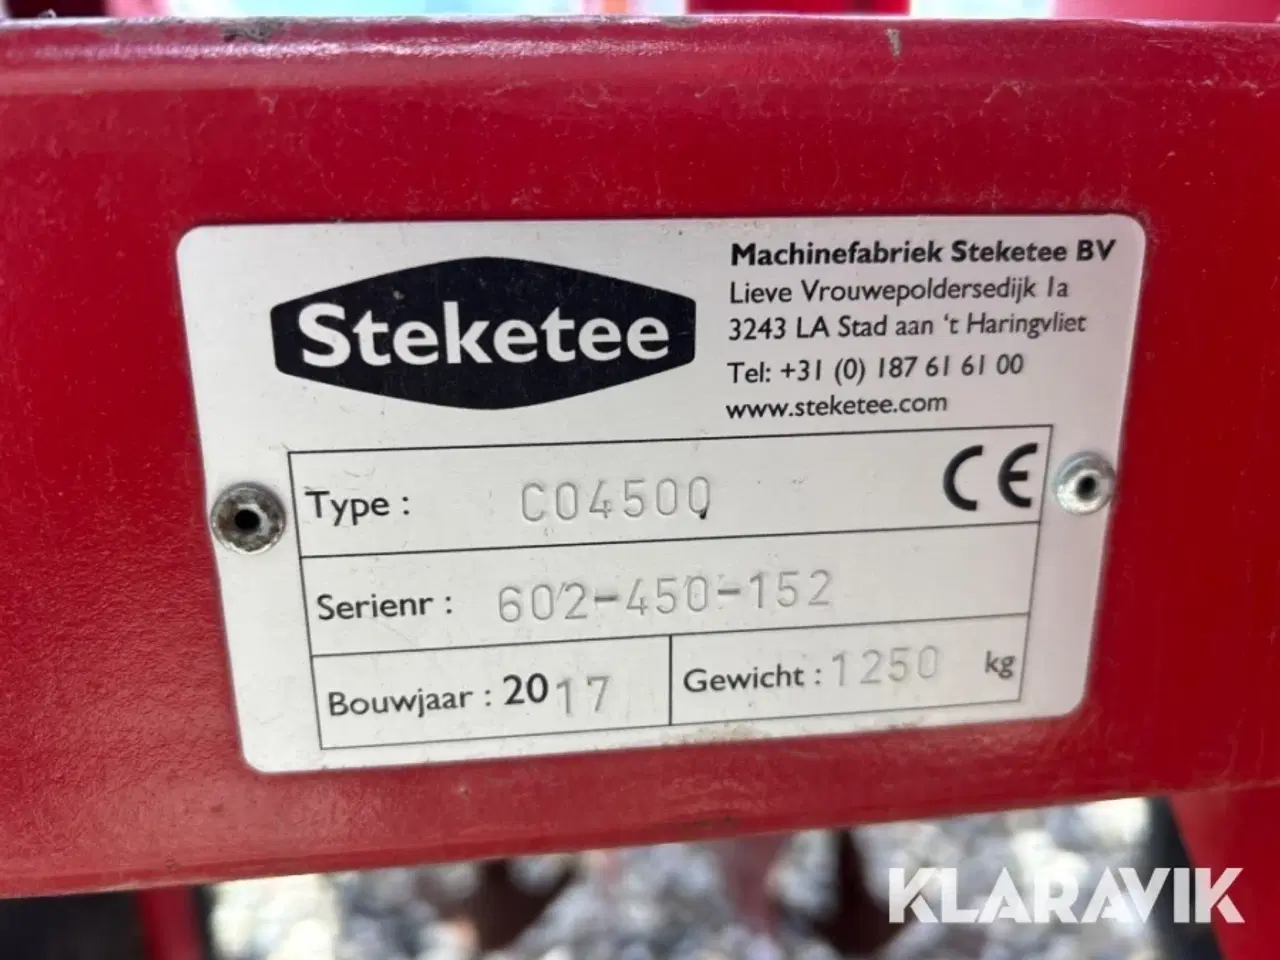 Steketee
Machinefabriek Steketee BV
Lieve Vrouwepoldersedijk 1a
3243 LA Stad aan 't Haringvliet
Tel: +31 (0) 187 61 61 00
www.steketee.com
Type : CO4500 CE
Serienr : 602-450-152
Bouwjaar : 2017 Gewicht : 1250 kg
KLARAVIK